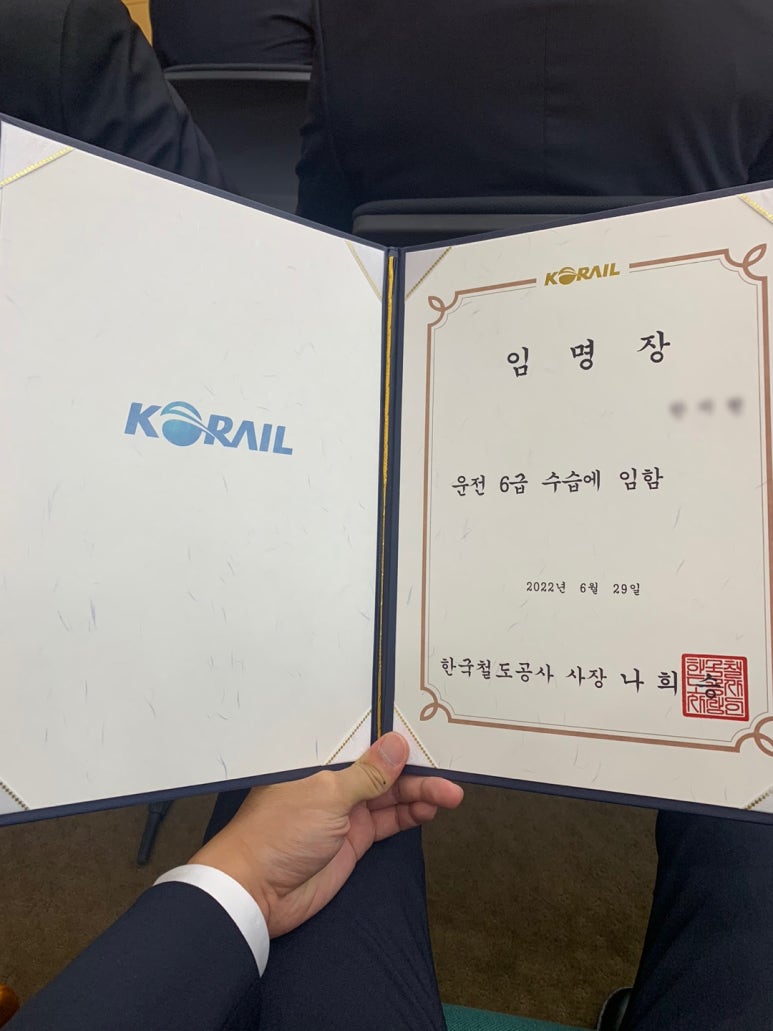 KORAIL
KORAIL
임 명 장
운전 6급 수습에 임함
2022년 6월 29일
한국철도공사 사장 나 희 승